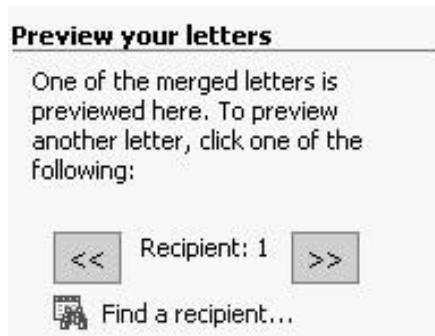 Preview your letters
One of the merged letters is
previewed here. To preview
another letter, click one of the
following:
<< Recipient: 1 >>
Find a recipient...